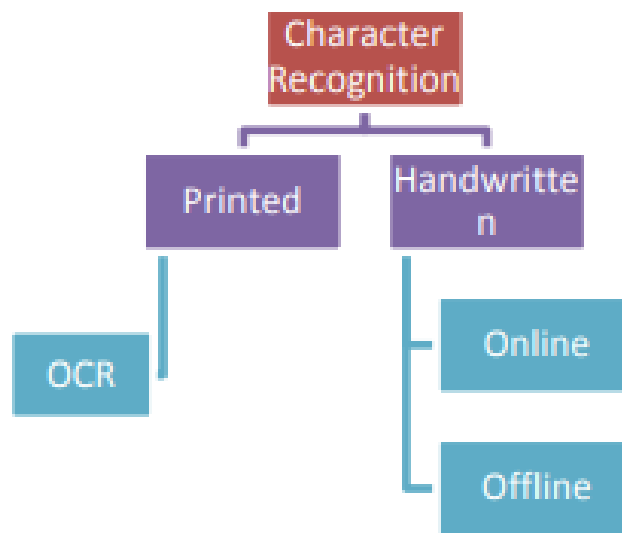 Character
Recognition
Printed
Handwritte
n
OCR
Online
Offline